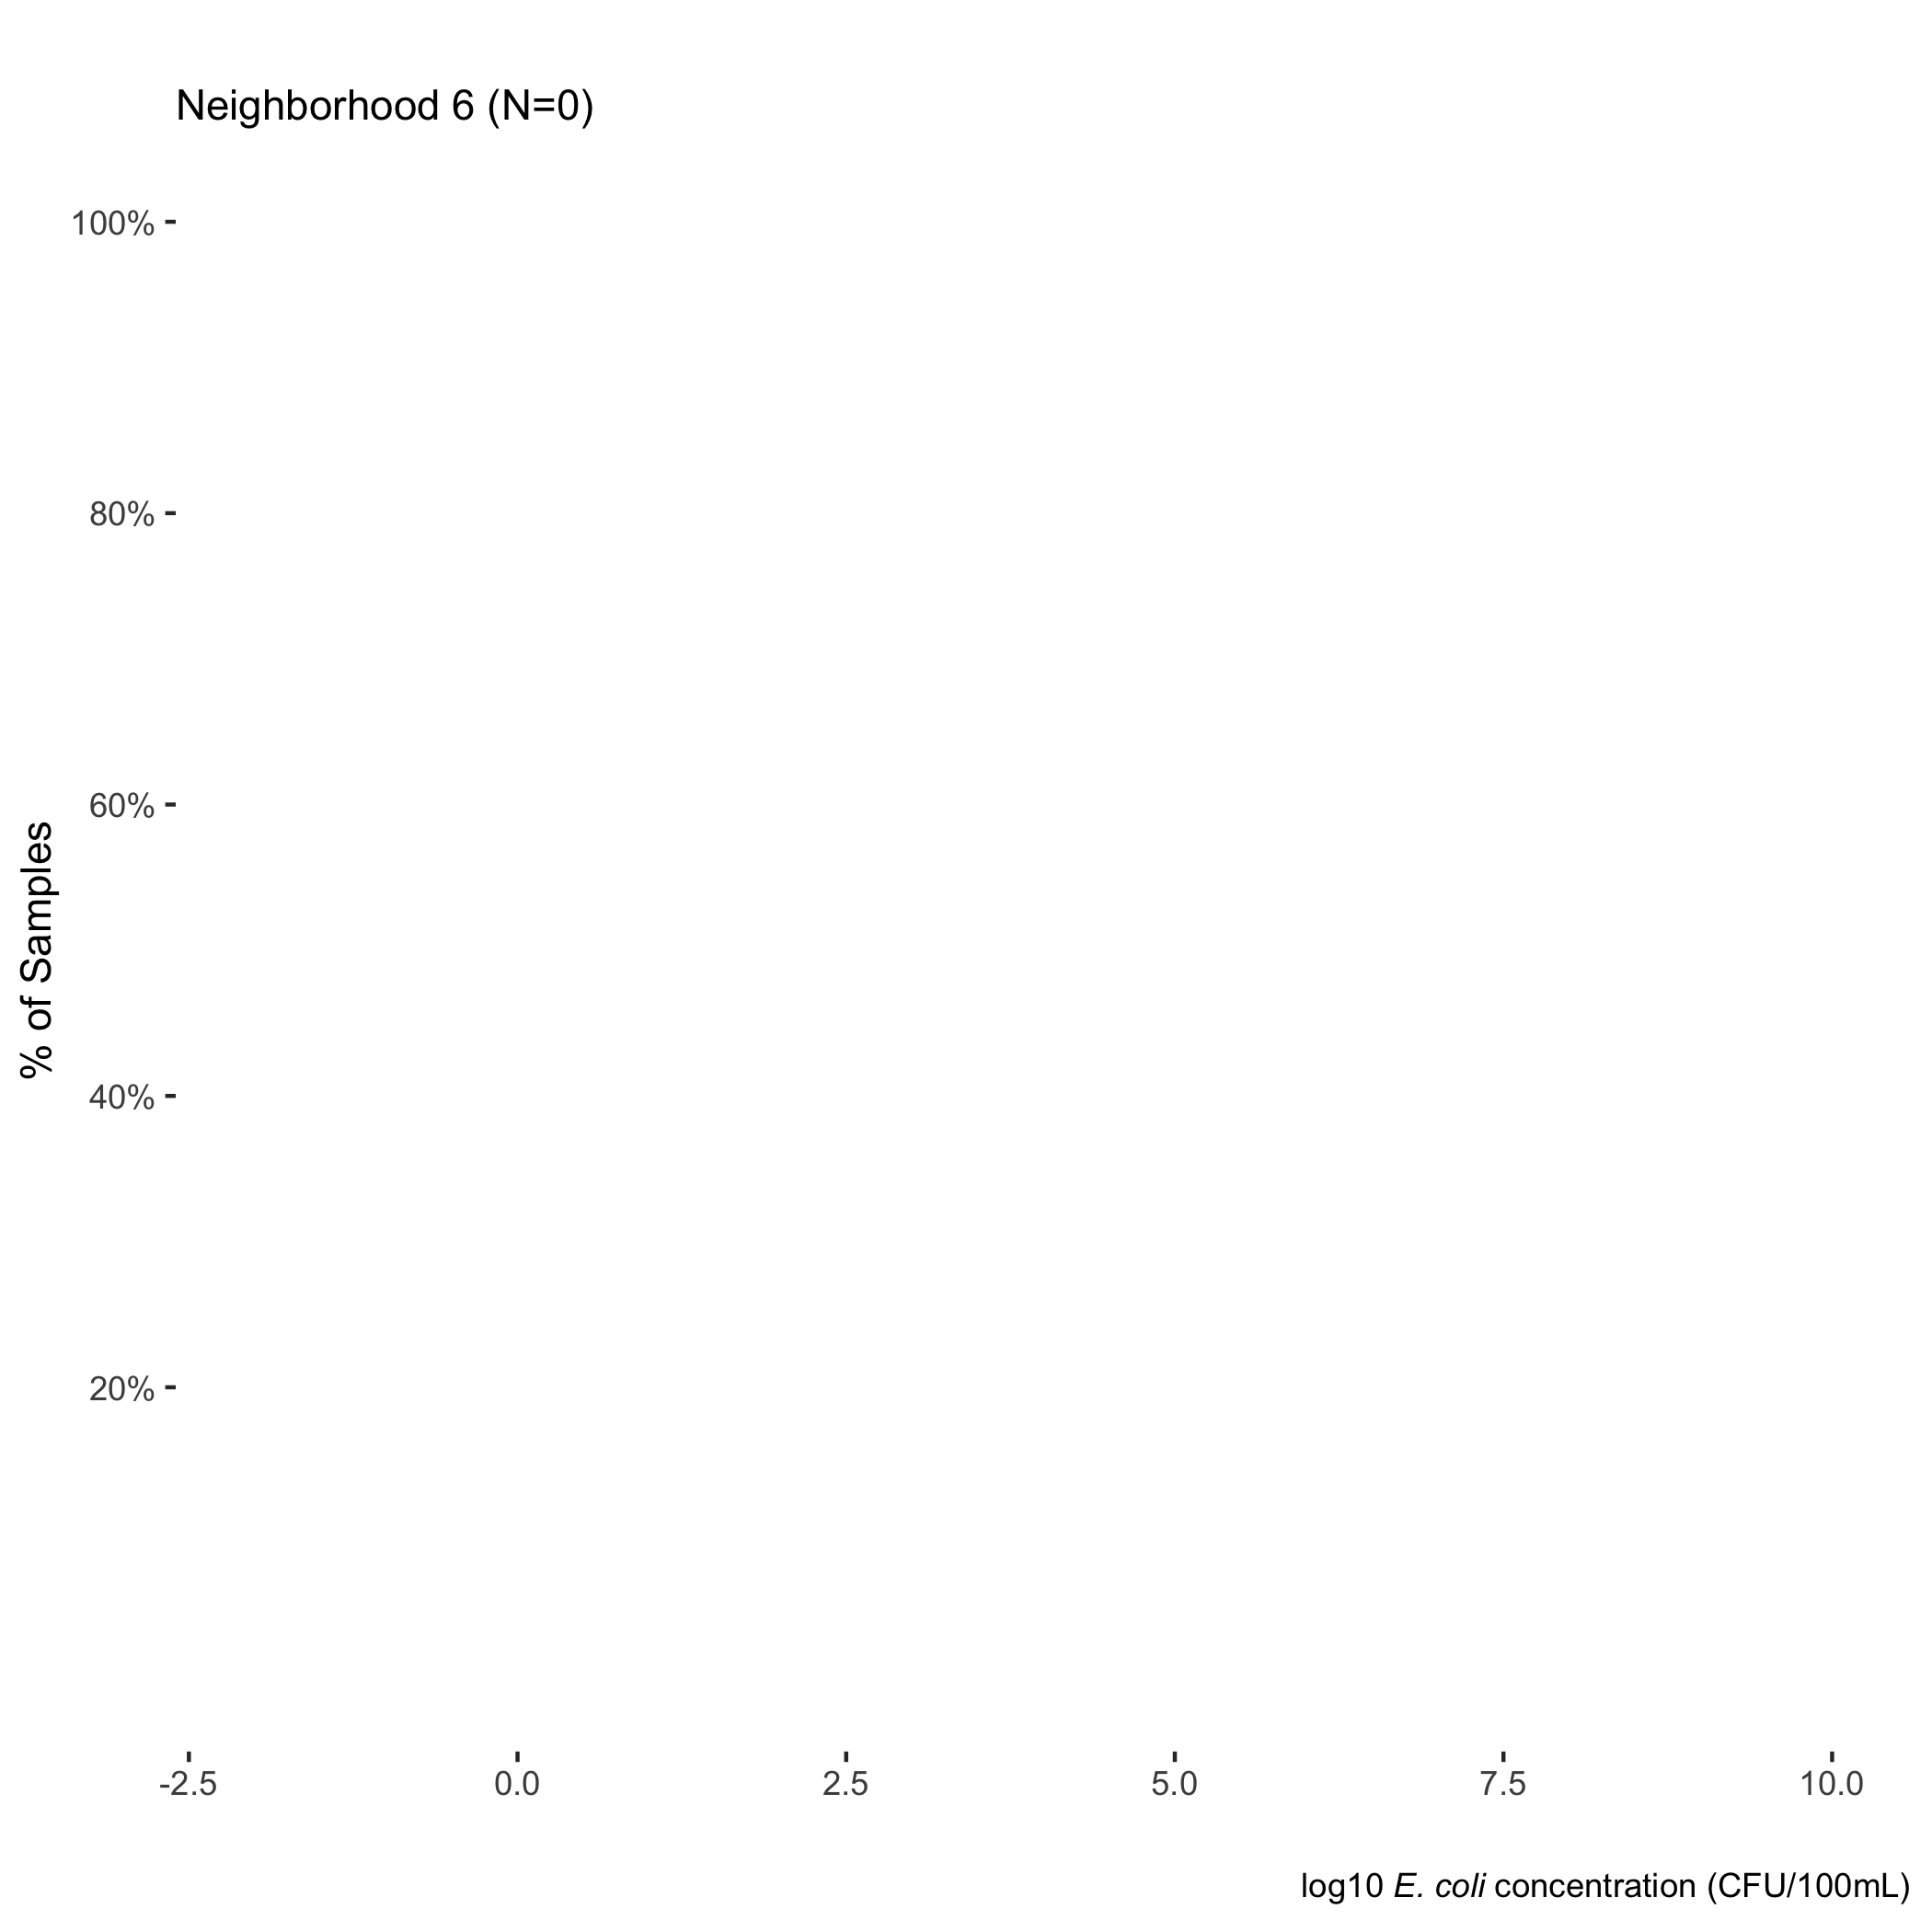 Neighborhood 6 (N=0)
100%
80%
60%
40%
20%
% of Samples
-2.5 0.0 2.5 5.0 7.5 10.0
log10 E. coli concentration (CFU/100mL)